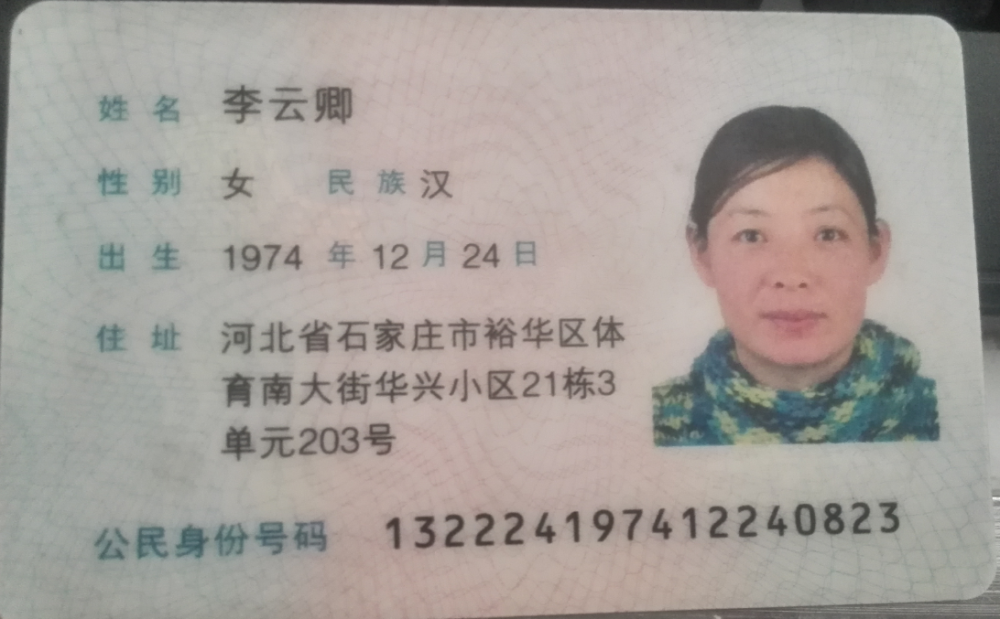 姓名 李云卿
性别 女 民族 汉
出生 1974 年 12 月 24 日
住址 河北省石家庄市裕华区体
育南大街华兴小区21栋3
单元203号
公民身份号码 132224197412240823